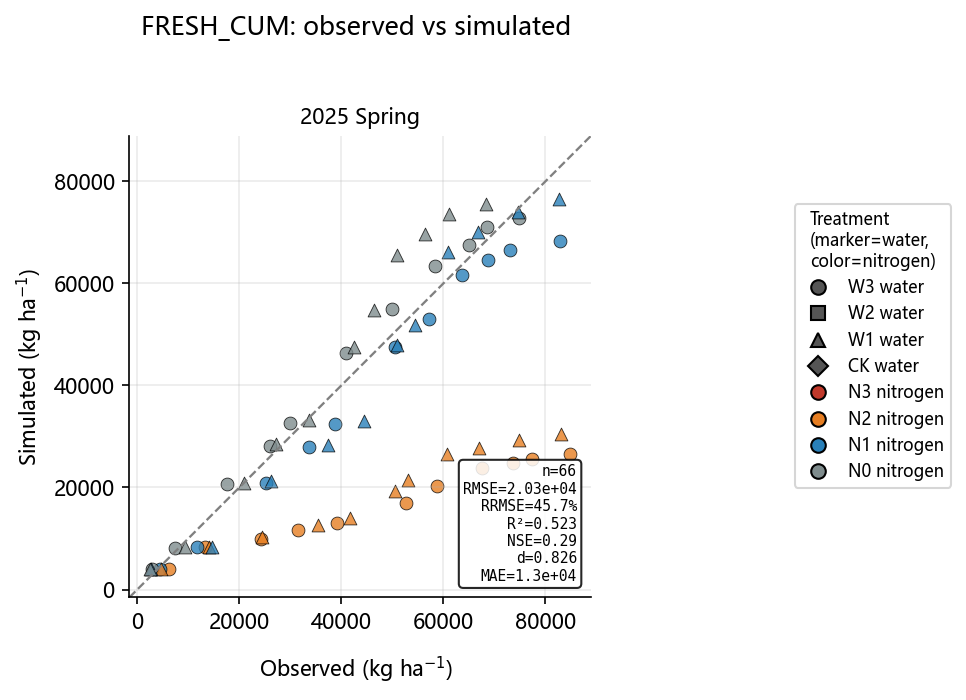 FRESH_CUM: observed vs simulated
2025 Spring
Simulated (kg ha⁻¹)
80000
60000
40000
20000
0
0 20000 40000 60000 80000
Observed (kg ha⁻¹)
n=66
RMSE=2.03e+04
RRMSE=45.7%
R²=0.523
NSE=0.29
d=0.826
MAE=1.3e+04
Treatment
(marker=water,
color=nitrogen)
W3 water
W2 water
W1 water
CK water
N3 nitrogen
N2 nitrogen
N1 nitrogen
N0 nitrogen